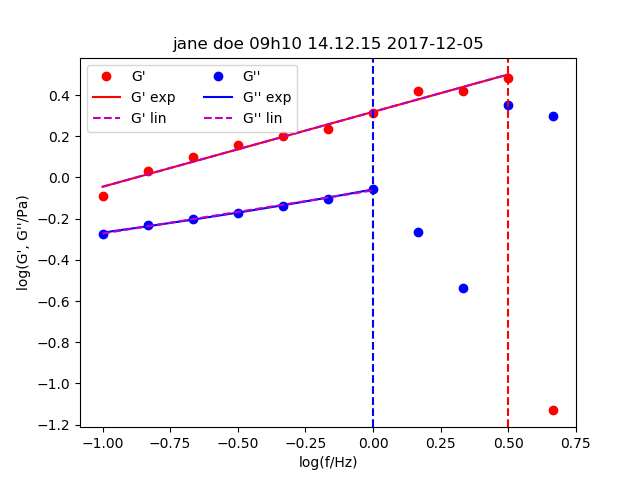 jane doe 09h10 14.12.15 2017-12-05
G' G''
G' exp G'' exp
G' lin G'' lin
log(G', G''/Pa)
0.4
0.2
0.0
−0.2
−0.4
−0.6
−0.8
−1.0
−1.2
−1.00 −0.75 −0.50 −0.25 0.00 0.25 0.50 0.75
log(f/Hz)